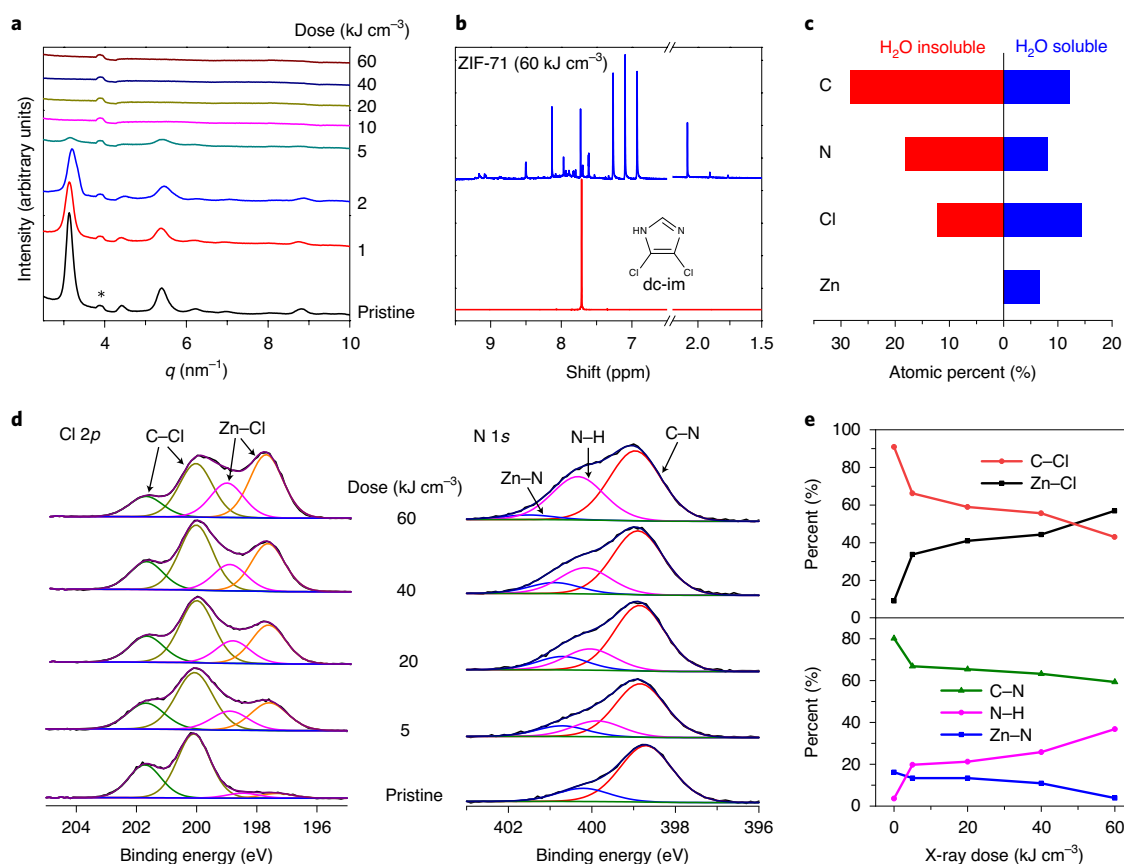 a
Dose (kJ cm⁻³)
60
40
20
10
5
2
1
Pristine
*
Intensity (arbitrary units)
4 6 8 10
q (nm⁻¹)
b
ZIF-71 (60 kJ cm⁻³)
HN N
Cl Cl
dc-im
9 8 7 2.0 1.5
Shift (ppm)
c
H₂O insoluble H₂O soluble
C
N
Cl
Zn
40 30 20 10 0 10 20
Atomic percent (%)
d
Cl 2p
C–Cl
Zn–Cl
204 202 200 198 196
Binding energy (eV)
Dose (kJ cm⁻³)
60
40
20
5
Pristine
N 1s
Zn–N
N–H
C–N
402 400 398 396
Binding energy (eV)
e
100
80
60
40
20
0
Percent (%)
C–Cl
Zn–Cl
80
60
40
20
0
Percent (%)
C–N
N–H
Zn–N
0 20 40 60
X-ray dose (kJ cm⁻³)